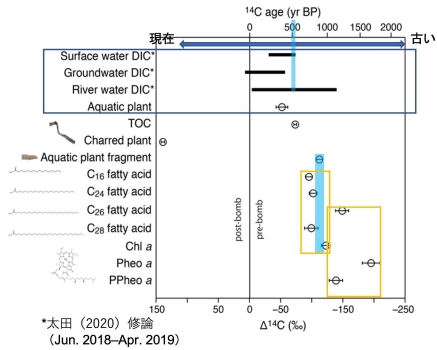 ¹⁴C age (yr BP)
現在
0 500 1000 1500 2000
古い
Surface water DIC*
Groundwater DIC*
River water DIC*
Aquatic plant
TOC
Charred plant
Aquatic plant fragment
C₁₆ fatty acid
C₂₄ fatty acid
C₂₆ fatty acid
C₂₈ fatty acid
Chl a
Pheo a
PPheo a
post-bomb
pre-bomb
150 50 0 −50 −100 −150 −200 −250
Δ¹⁴C (‰)
*太田（2020）修論
（Jun. 2018–Apr. 2019）